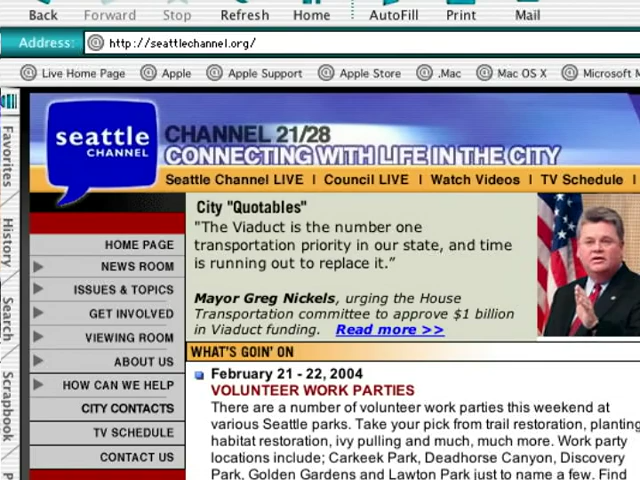 Back Forward Stop Refresh Home AutoFill Print Mail
Address: http://seattlechannel.org/
Live Home Page Apple Apple Support Apple Store .Mac Mac OS X Microsoft
Favorites
History
Search
Scrapbook
seattle
CHANNEL
CHANNEL 21/28
CONNECTING WITH LIFE IN THE CITY
Seattle Channel LIVE | Council LIVE | Watch Videos | TV Schedule |
HOME PAGE
NEWS ROOM
ISSUES & TOPICS
GET INVOLVED
VIEWING ROOM
ABOUT US
HOW CAN WE HELP
CITY CONTACTS
TV SCHEDULE
CONTACT US
City "Quotables"
"The Viaduct is the number one
transportation priority in our state, and time
is running out to replace it."
Mayor Greg Nickels, urging the House
Transportation committee to approve $1 billion
in Viaduct funding. Read more >>
WHAT'S GOIN' ON
February 21 - 22, 2004
VOLUNTEER WORK PARTIES
There are a number of volunteer work parties this weekend at
various Seattle parks. Take your pick from trail restoration, planting
habitat restoration, ivy pulling and much, much more. Work party
locations include; Carkeek Park, Deadhorse Canyon, Discovery
Park, Golden Gardens and Lawton Park just to name a few. Find